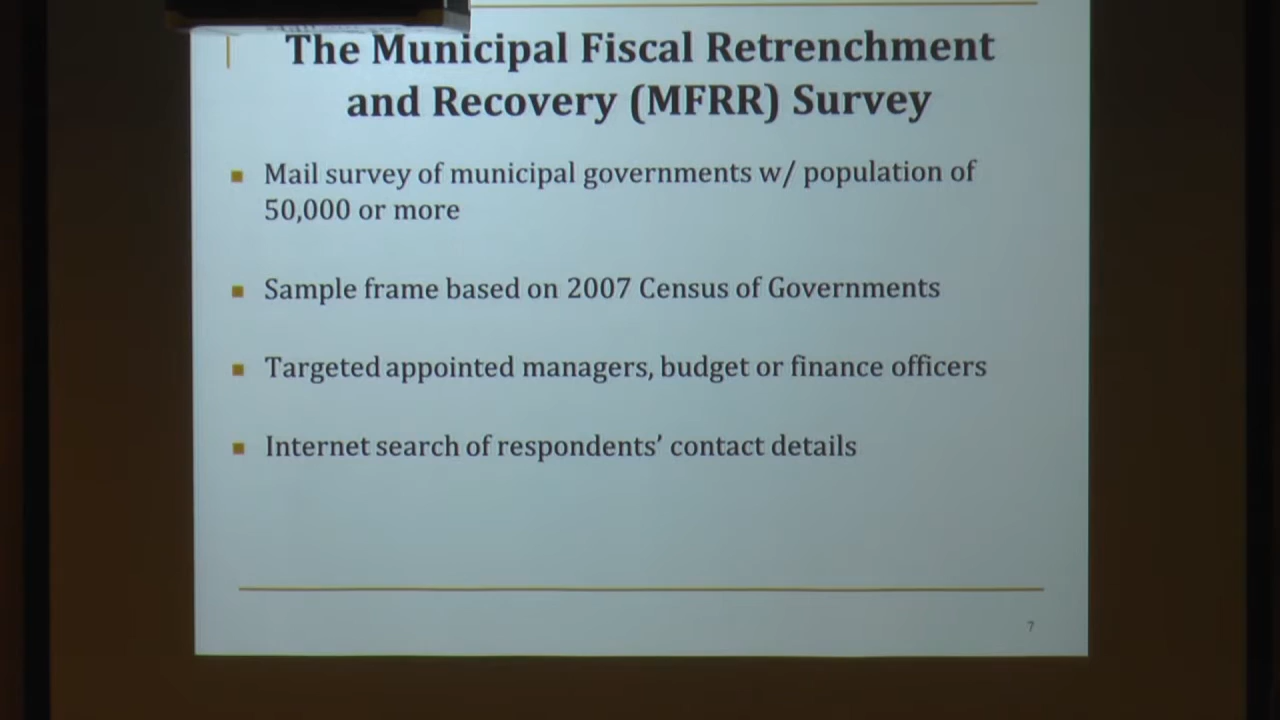 The Municipal Fiscal Retrenchment
and Recovery (MFRR) Survey
Mail survey of municipal governments w/ population of
50,000 or more
Sample frame based on 2007 Census of Governments
Targeted appointed managers, budget or finance officers
Internet search of respondents’ contact details
7